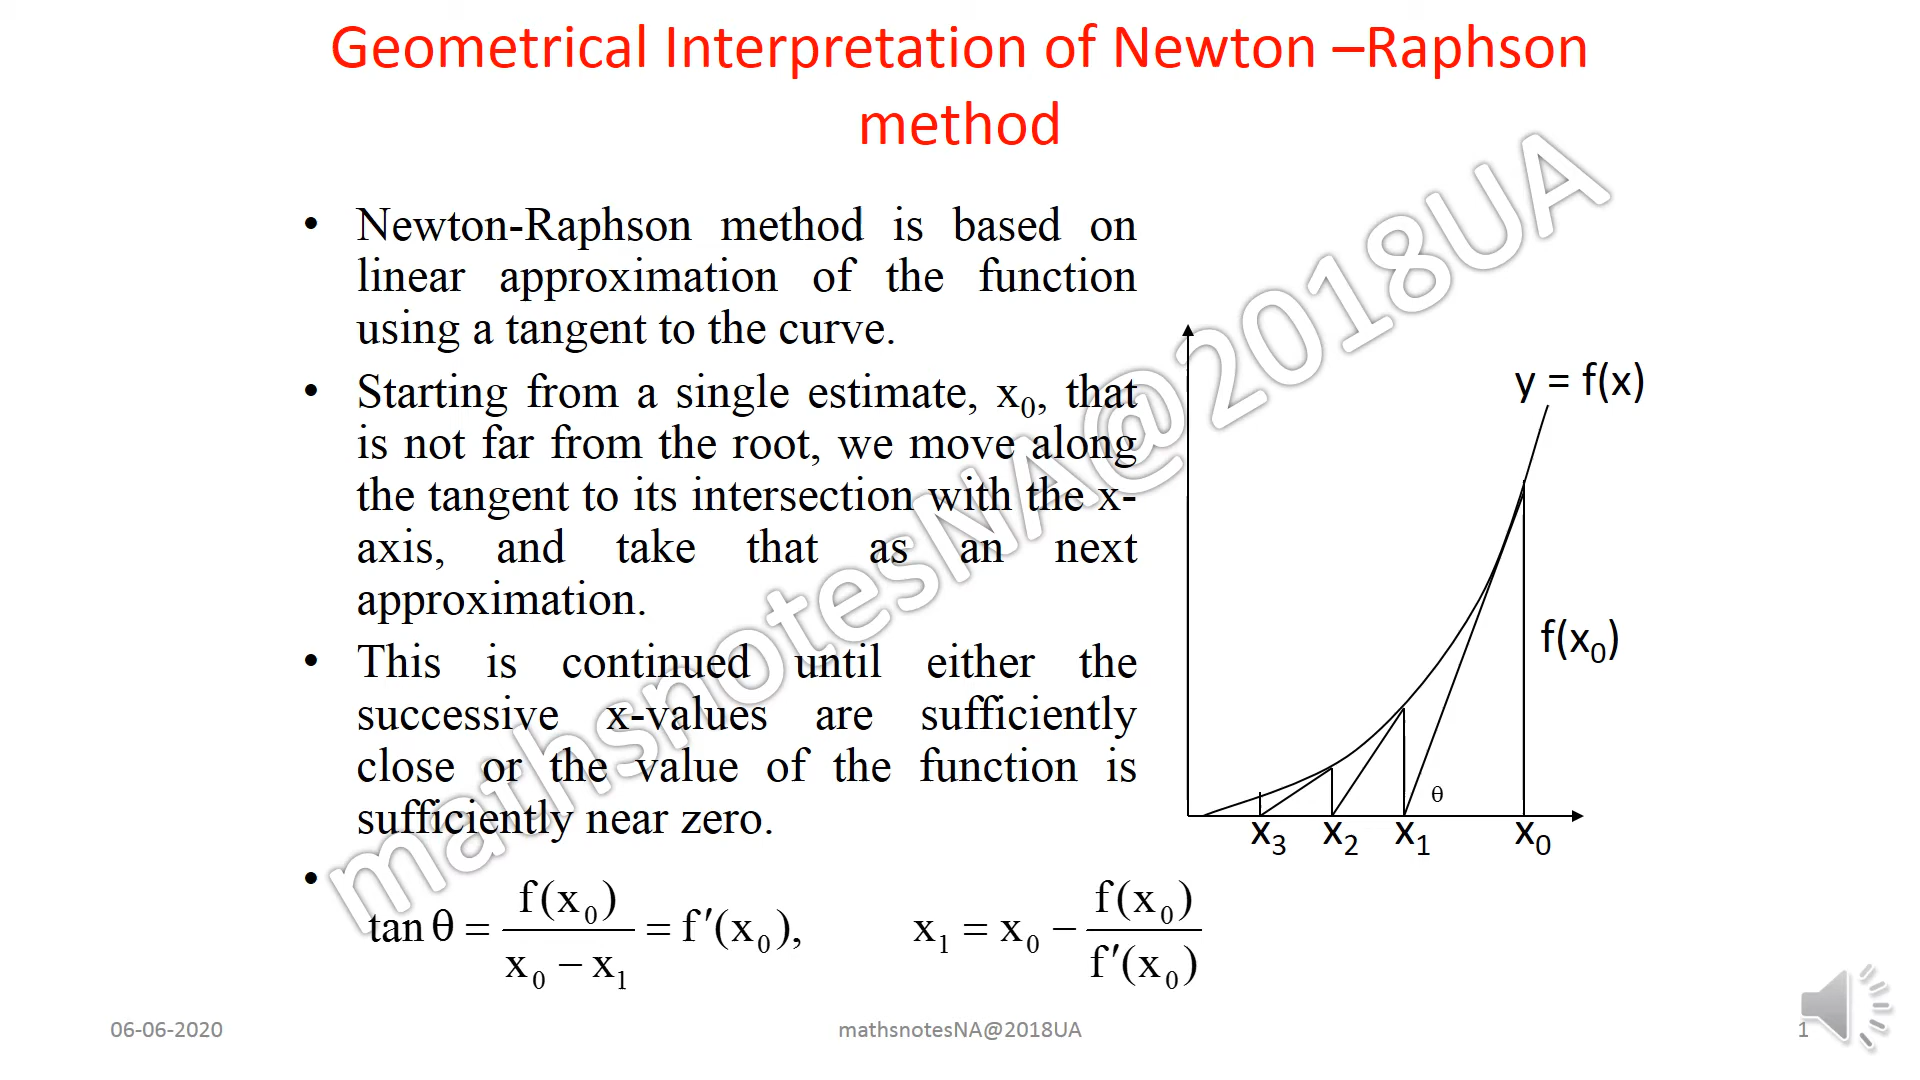 Geometrical Interpretation of Newton –Raphson
method
• Newton-Raphson method is based on
linear approximation of the function
using a tangent to the curve.
• Starting from a single estimate, x₀, that
is not far from the root, we move along
the tangent to its intersection with the x-
axis, and take that as an next
approximation.
• This is continued until either the
successive x-values are sufficiently
close or the value of the function is
sufficiently near zero.
•
tan θ = f(x₀) / (x₀ − x₁) = f′(x₀), x₁ = x₀ − f(x₀) / f′(x₀)
y = f(x)
f(x₀)
θ
x₃ x₂ x₁ x₀
mathsnotesNA@2018UA
06-06-2020
mathsnotesNA@2018UA
1